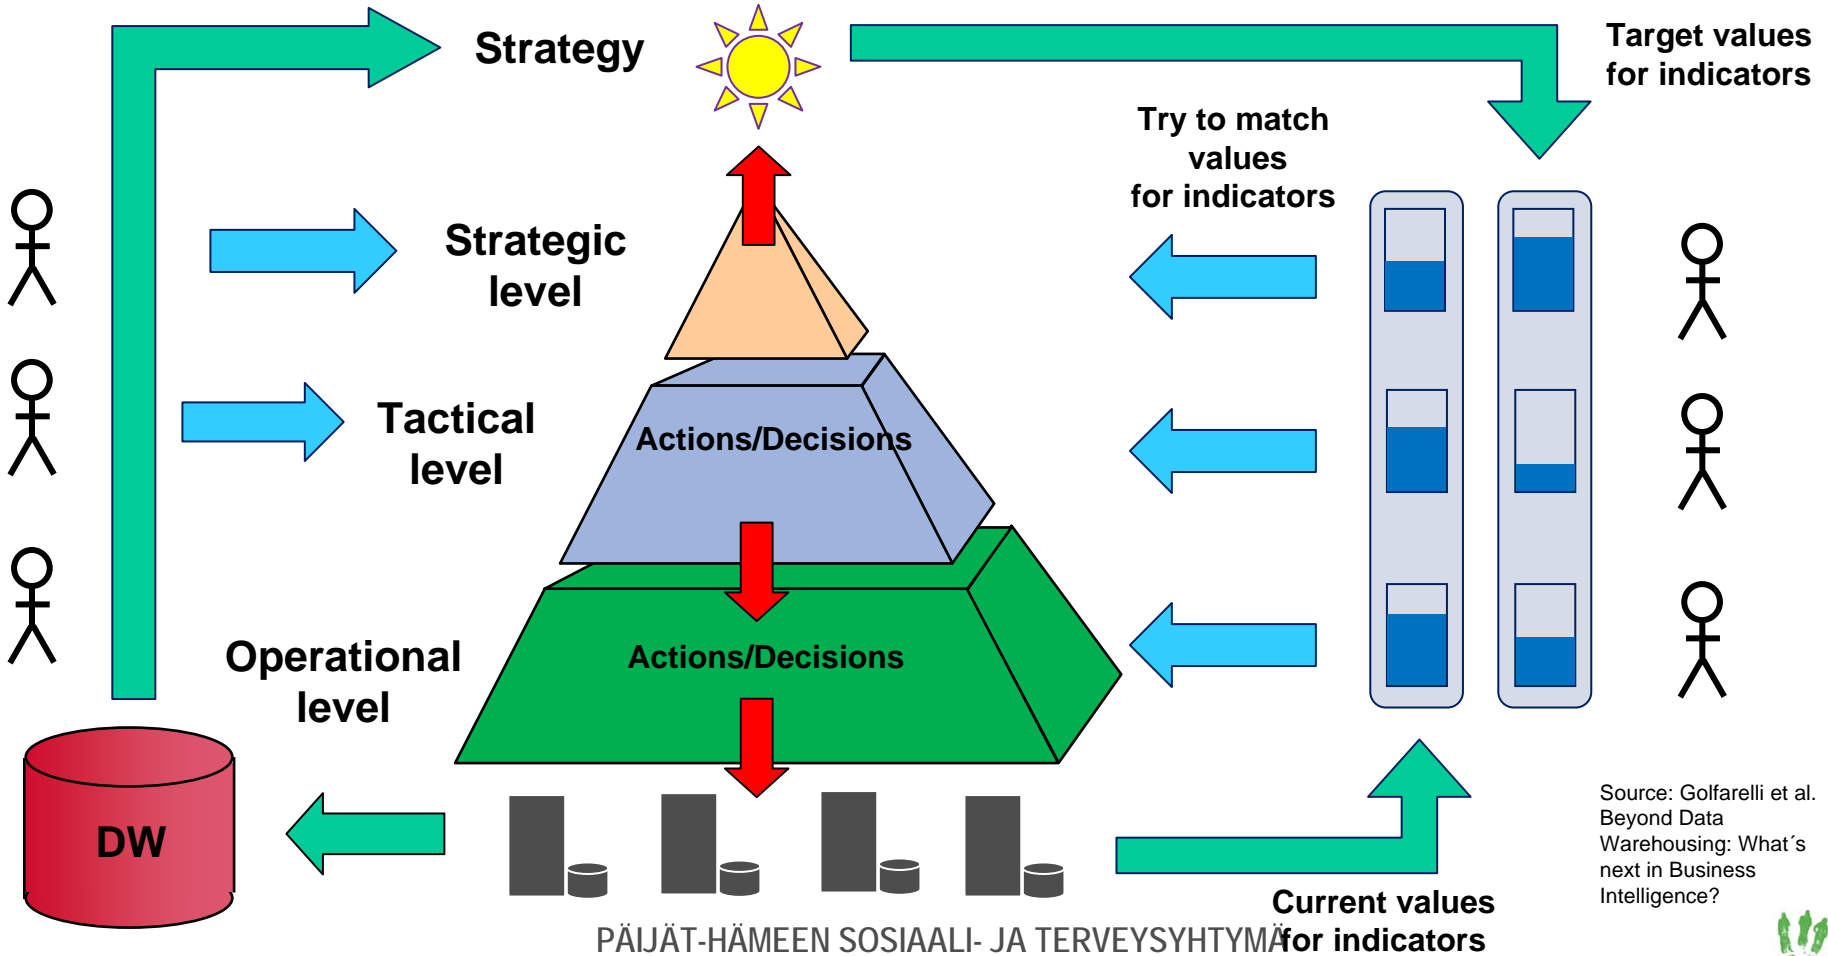 Strategy
Target values
for indicators
Try to match
values
for indicators
Strategic
level
Tactical
level
Actions/Decisions
Operational
level
Actions/Decisions
DW
Source: Golfarelli et al.
Beyond Data
Warehousing: What´s
next in Business
Intelligence?
Current values
for indicators
PÄIJÄT-HÄMEEN SOSIAALI- JA TERVEYSYHTYMÄ